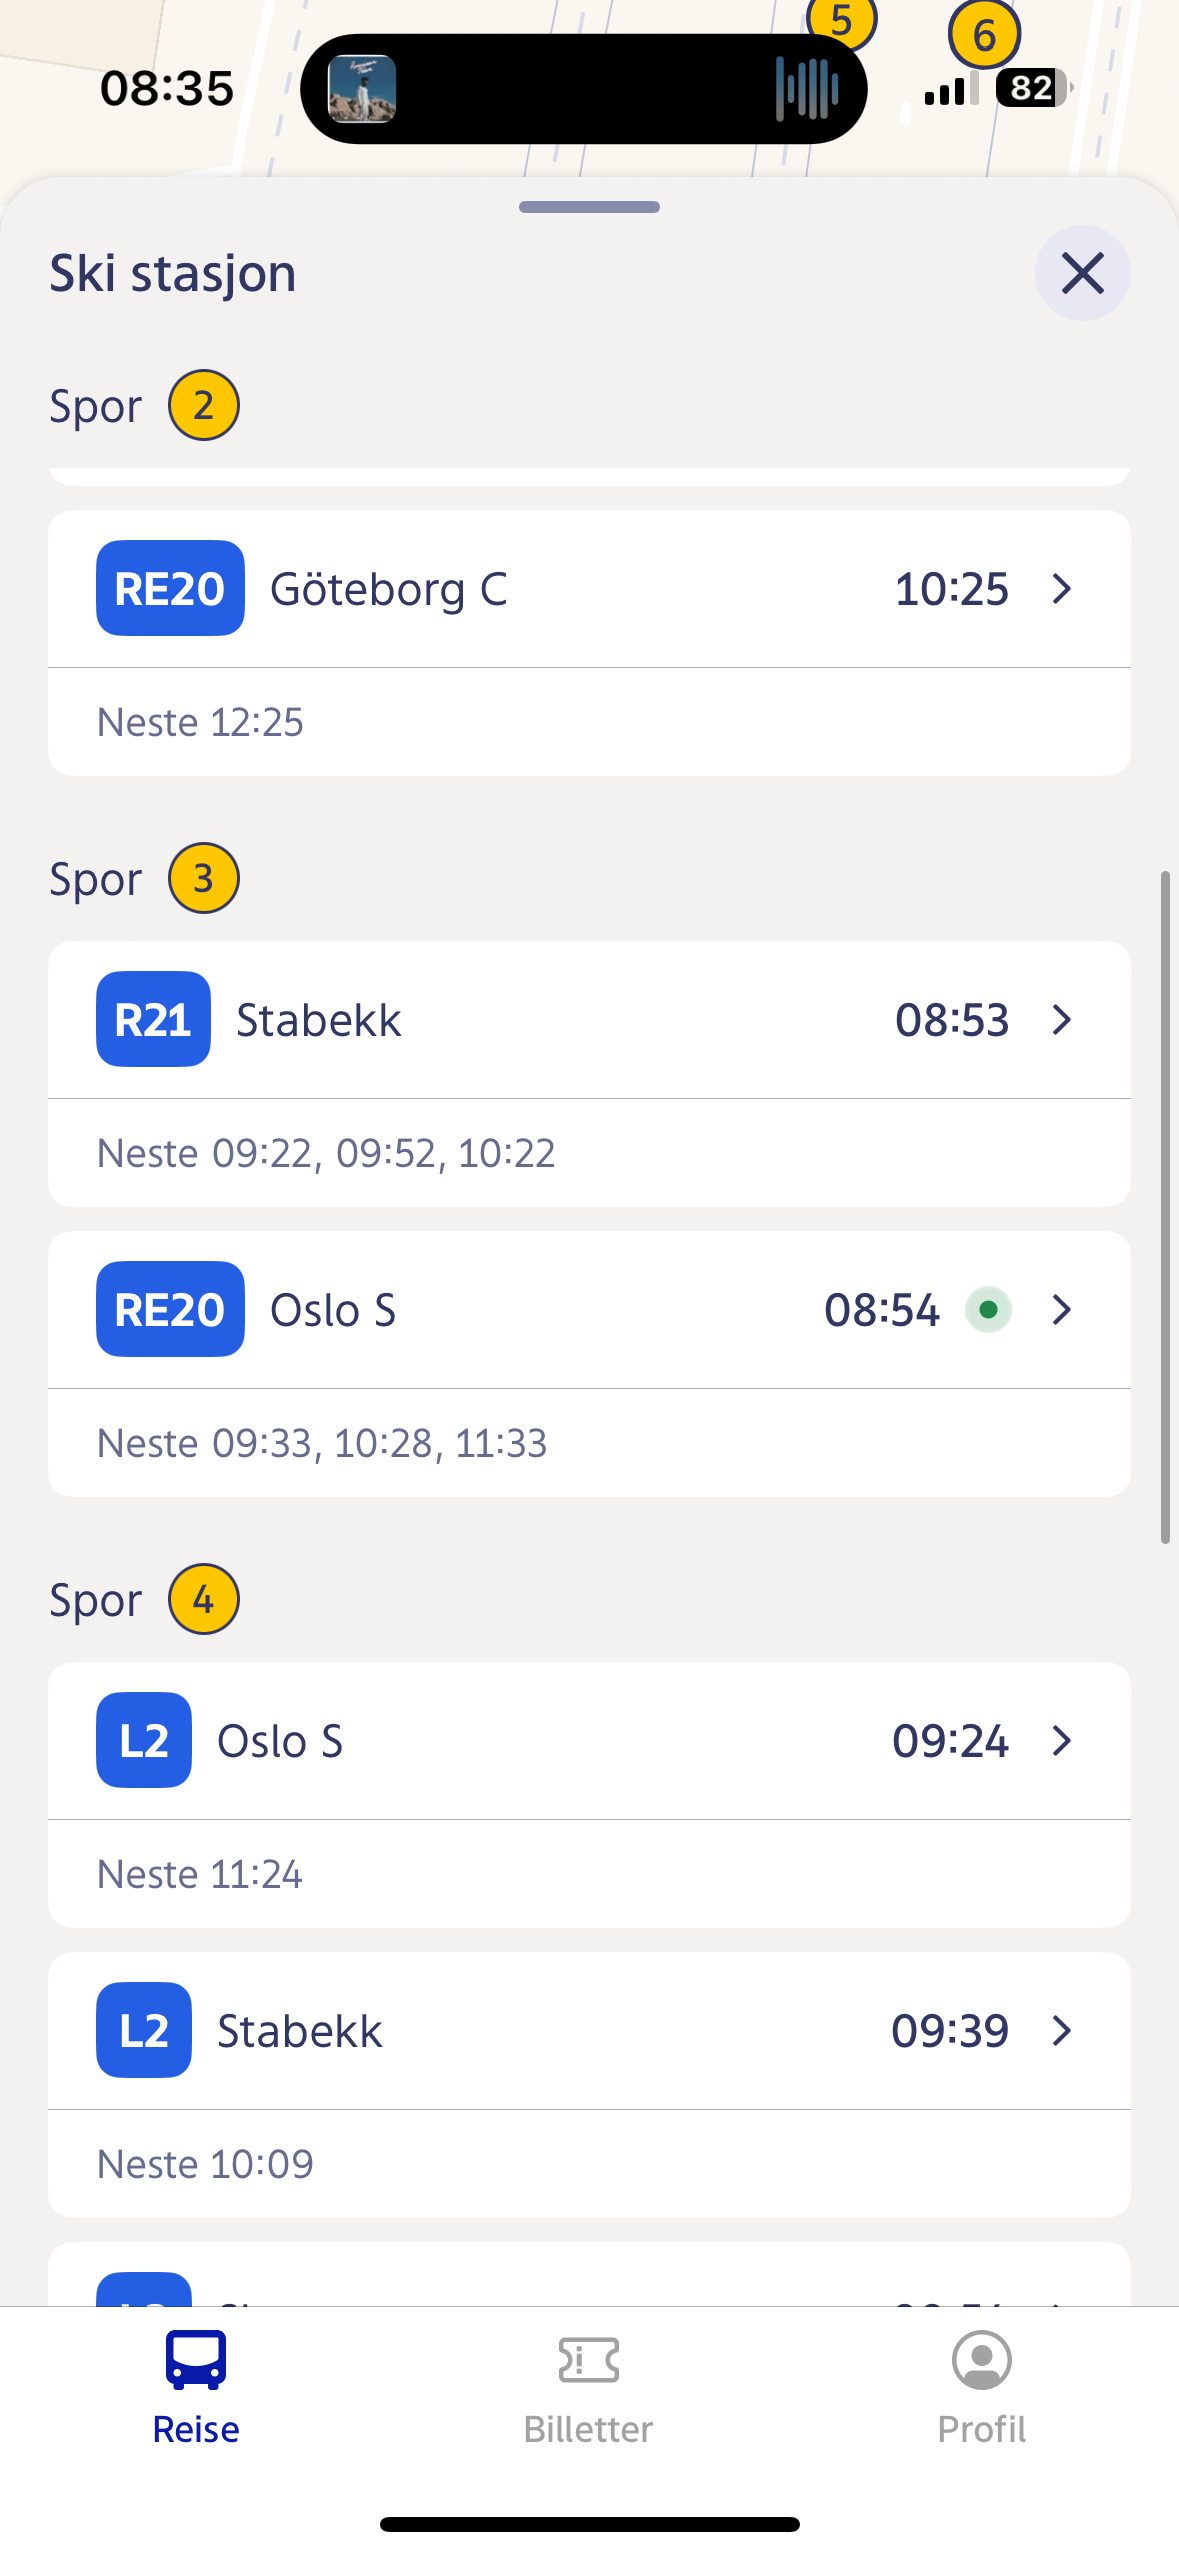 5
6
08:35
82
Ski stasjon
Spor 2
RE20 Göteborg C 10:25
Neste 12:25
Spor 3
R21 Stabekk 08:53
Neste 09:22, 09:52, 10:22
RE20 Oslo S 08:54
Neste 09:33, 10:28, 11:33
Spor 4
L2 Oslo S 09:24
Neste 11:24
L2 Stabekk 09:39
Neste 10:09
Reise
Billetter
Profil